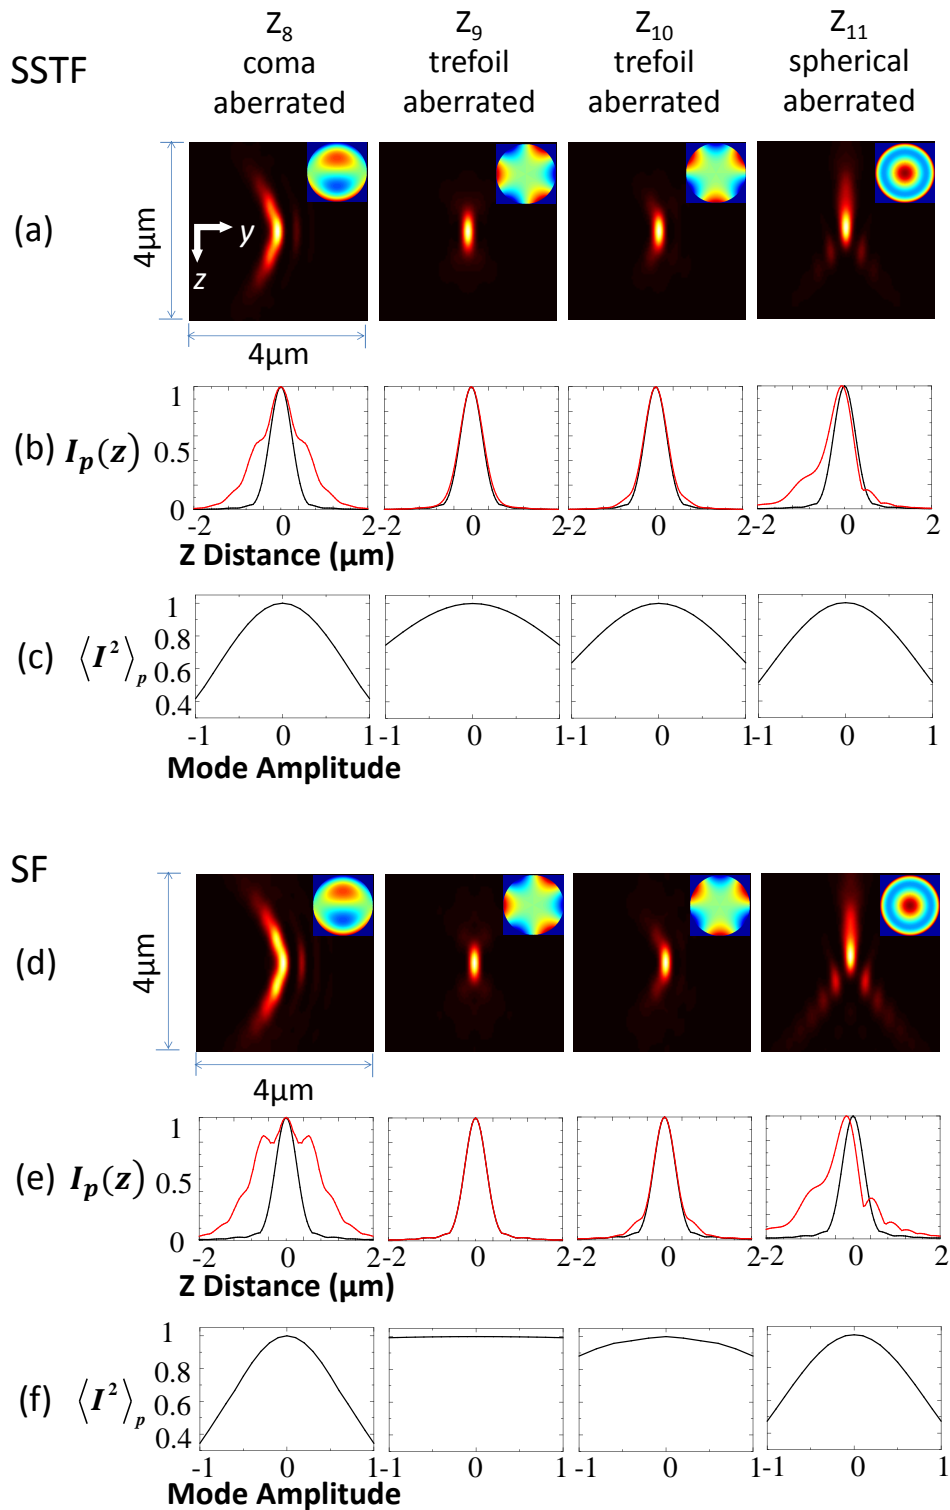 SSTF
Z8 coma aberrated
Z9 trefoil aberrated
Z10 trefoil aberrated
Z11 spherical aberrated
(a)
4μm
y
z
4μm
(b) Ip(z)
1
0.5
0
-2 0 2 -2 0 2 -2 0 2 -2 0 2
Z Distance (μm)
(c) ⟨I²⟩p
1
0.8
0.6
0.4
-1 0 1 -1 0 1 -1 0 1 -1 0 1
Mode Amplitude
SF
(d)
4μm
4μm
(e) Ip(z)
1
0.5
0
-2 0 2 -2 0 2 -2 0 2 -2 0 2
Z Distance (μm)
(f) ⟨I²⟩p
1
0.8
0.6
0.4
-1 0 1 -1 0 1 -1 0 1 -1 0 1
Mode Amplitude